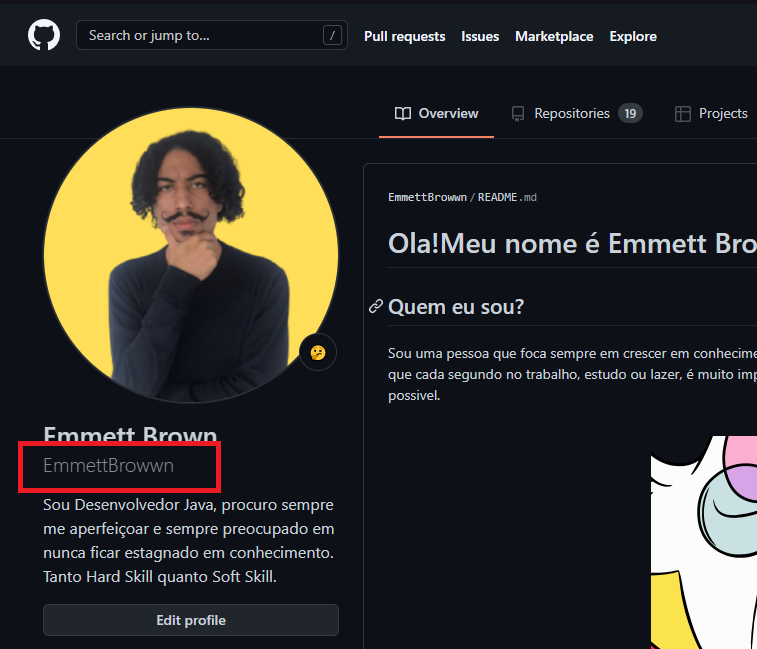 Search or jump to... /
Pull requests Issues Marketplace Explore
Overview Repositories 19 Projects
EmmettBrowwn/README.md
Ola!Meu nome é Emmett Bro
Quem eu sou?
Sou uma pessoa que foca sempre em crescer em conhecime
que cada segundo no trabalho, estudo ou lazer, é muito imp
possivel.
Emmett Brown
EmmettBrowwn
Sou Desenvolvedor Java, procuro sempre
me aperfeiçoar e sempre preocupado em
nunca ficar estagnado em conhecimento.
Tanto Hard Skill quanto Soft Skill.
Edit profile